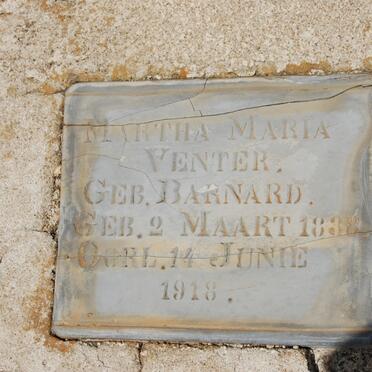 MARTHA MARIA
VENTER.
GEB. BARNARD.
GEB. 2 MAART
OORL. 14 JUNIE
1918.